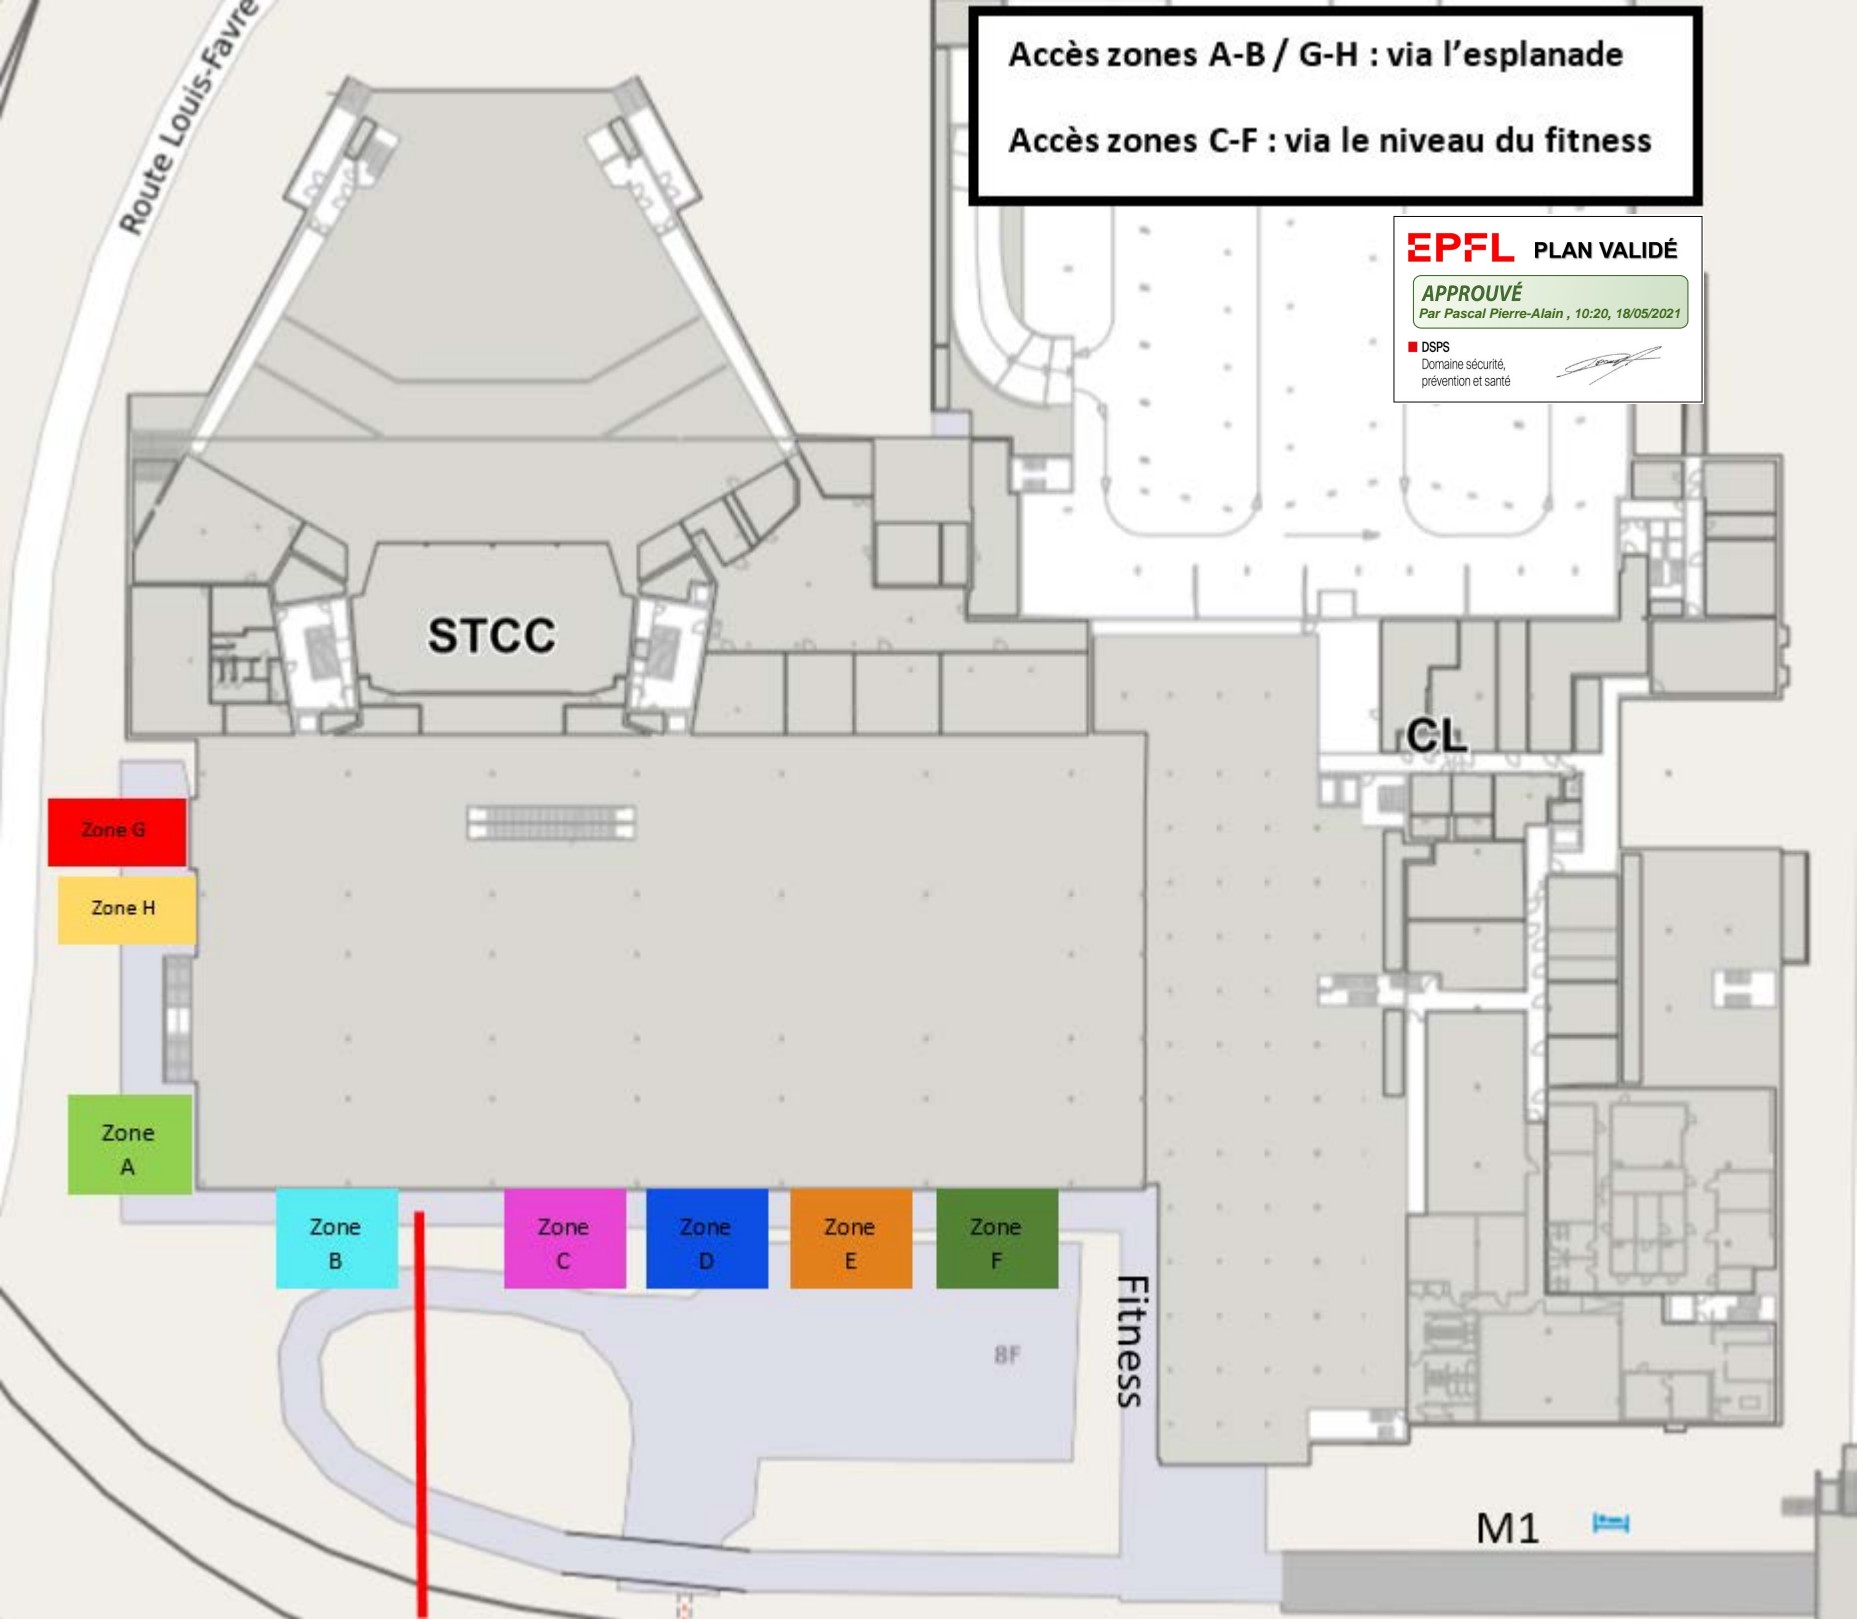 Route Louis-Favre
Accès zones A-B / G-H : via l’esplanade
Accès zones C-F : via le niveau du fitness
EPFL PLAN VALIDÉ
APPROUVÉ
Par Pascal Pierre-Alain , 10:20, 18/05/2021
DSPS
Domaine sécurité,
prévention et santé
STCC
CL
Zone G
Zone H
Zone
A
Zone
B
Zone
C
Zone
D
Zone
E
Zone
F
Fitness
8F
M1